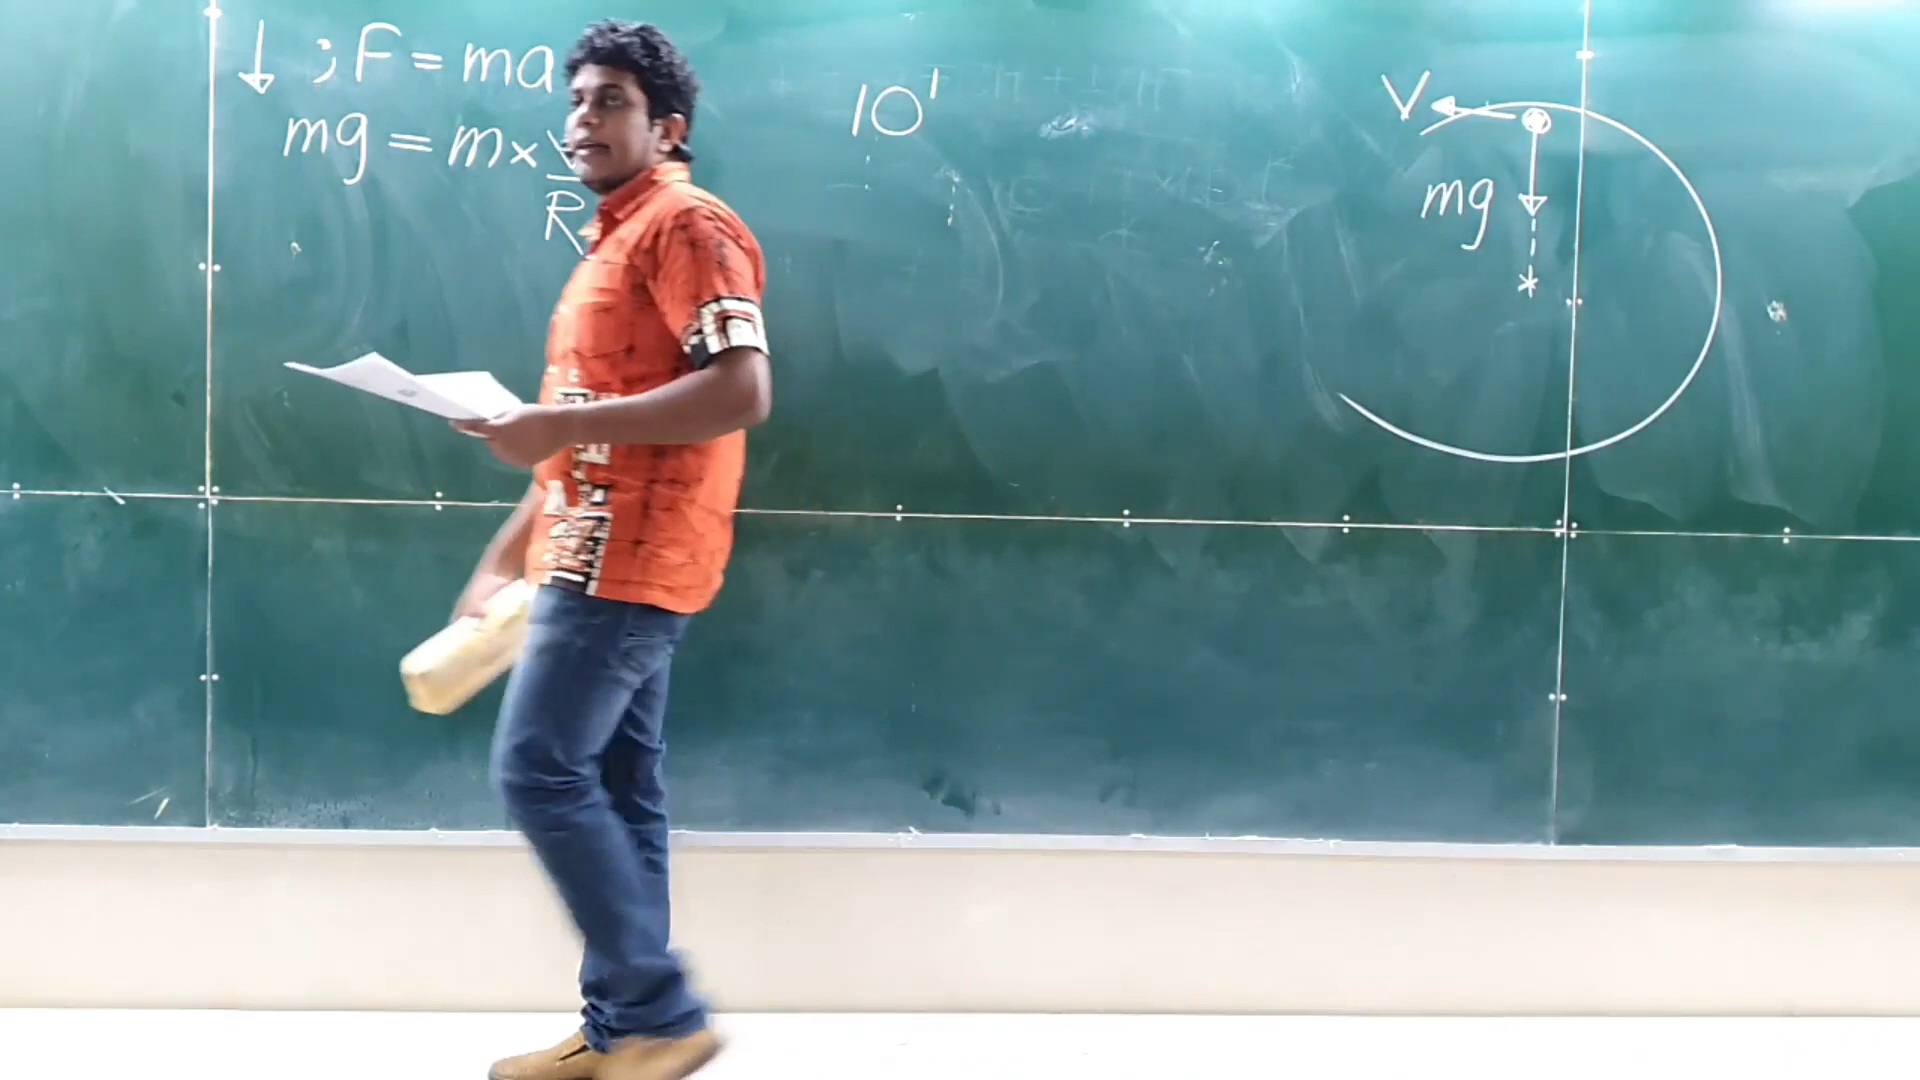 ↓ ; F = ma
mg = m × V
R
10'
V
mg